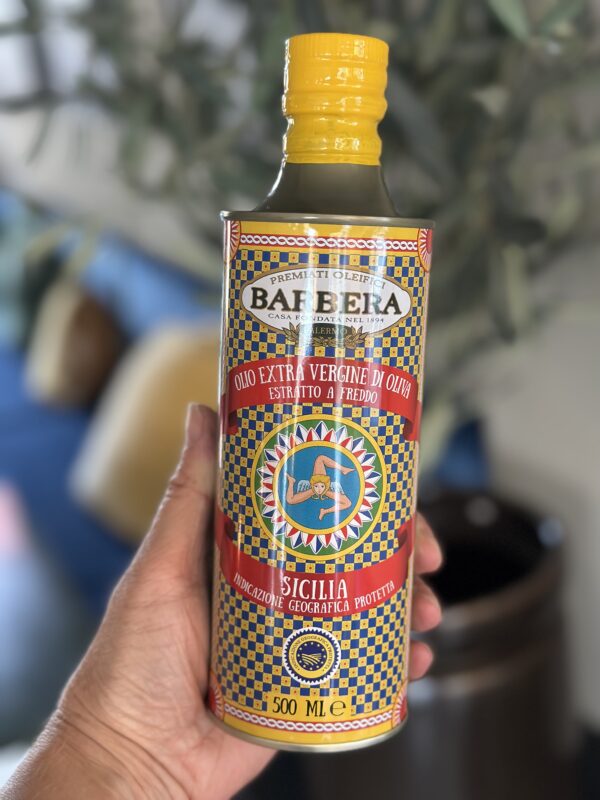 PREMIATI OLEIFICI
BARBERA
CASA FONDATA NEL 1894
PALERMO
OLIO EXTRA VERGINE DI OLIVA
ESTRATTO A FREDDO
SICILIA
INDICAZIONE GEOGRAFICA PROTETTA
500 ML ℮